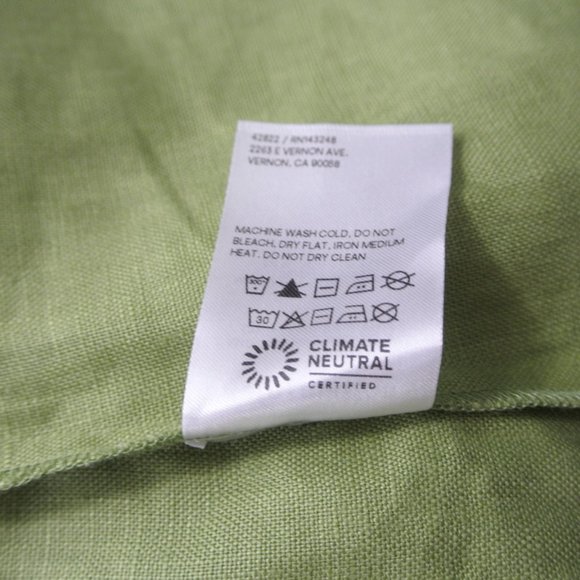 42822 / RN143248
2263 E VERNON AVE.
VERNON, CA 90058
MACHINE WASH COLD, DO NOT
BLEACH, DRY FLAT, IRON MEDIUM
HEAT. DO NOT DRY CLEAN
30
CLIMATE
NEUTRAL
CERTIFIED